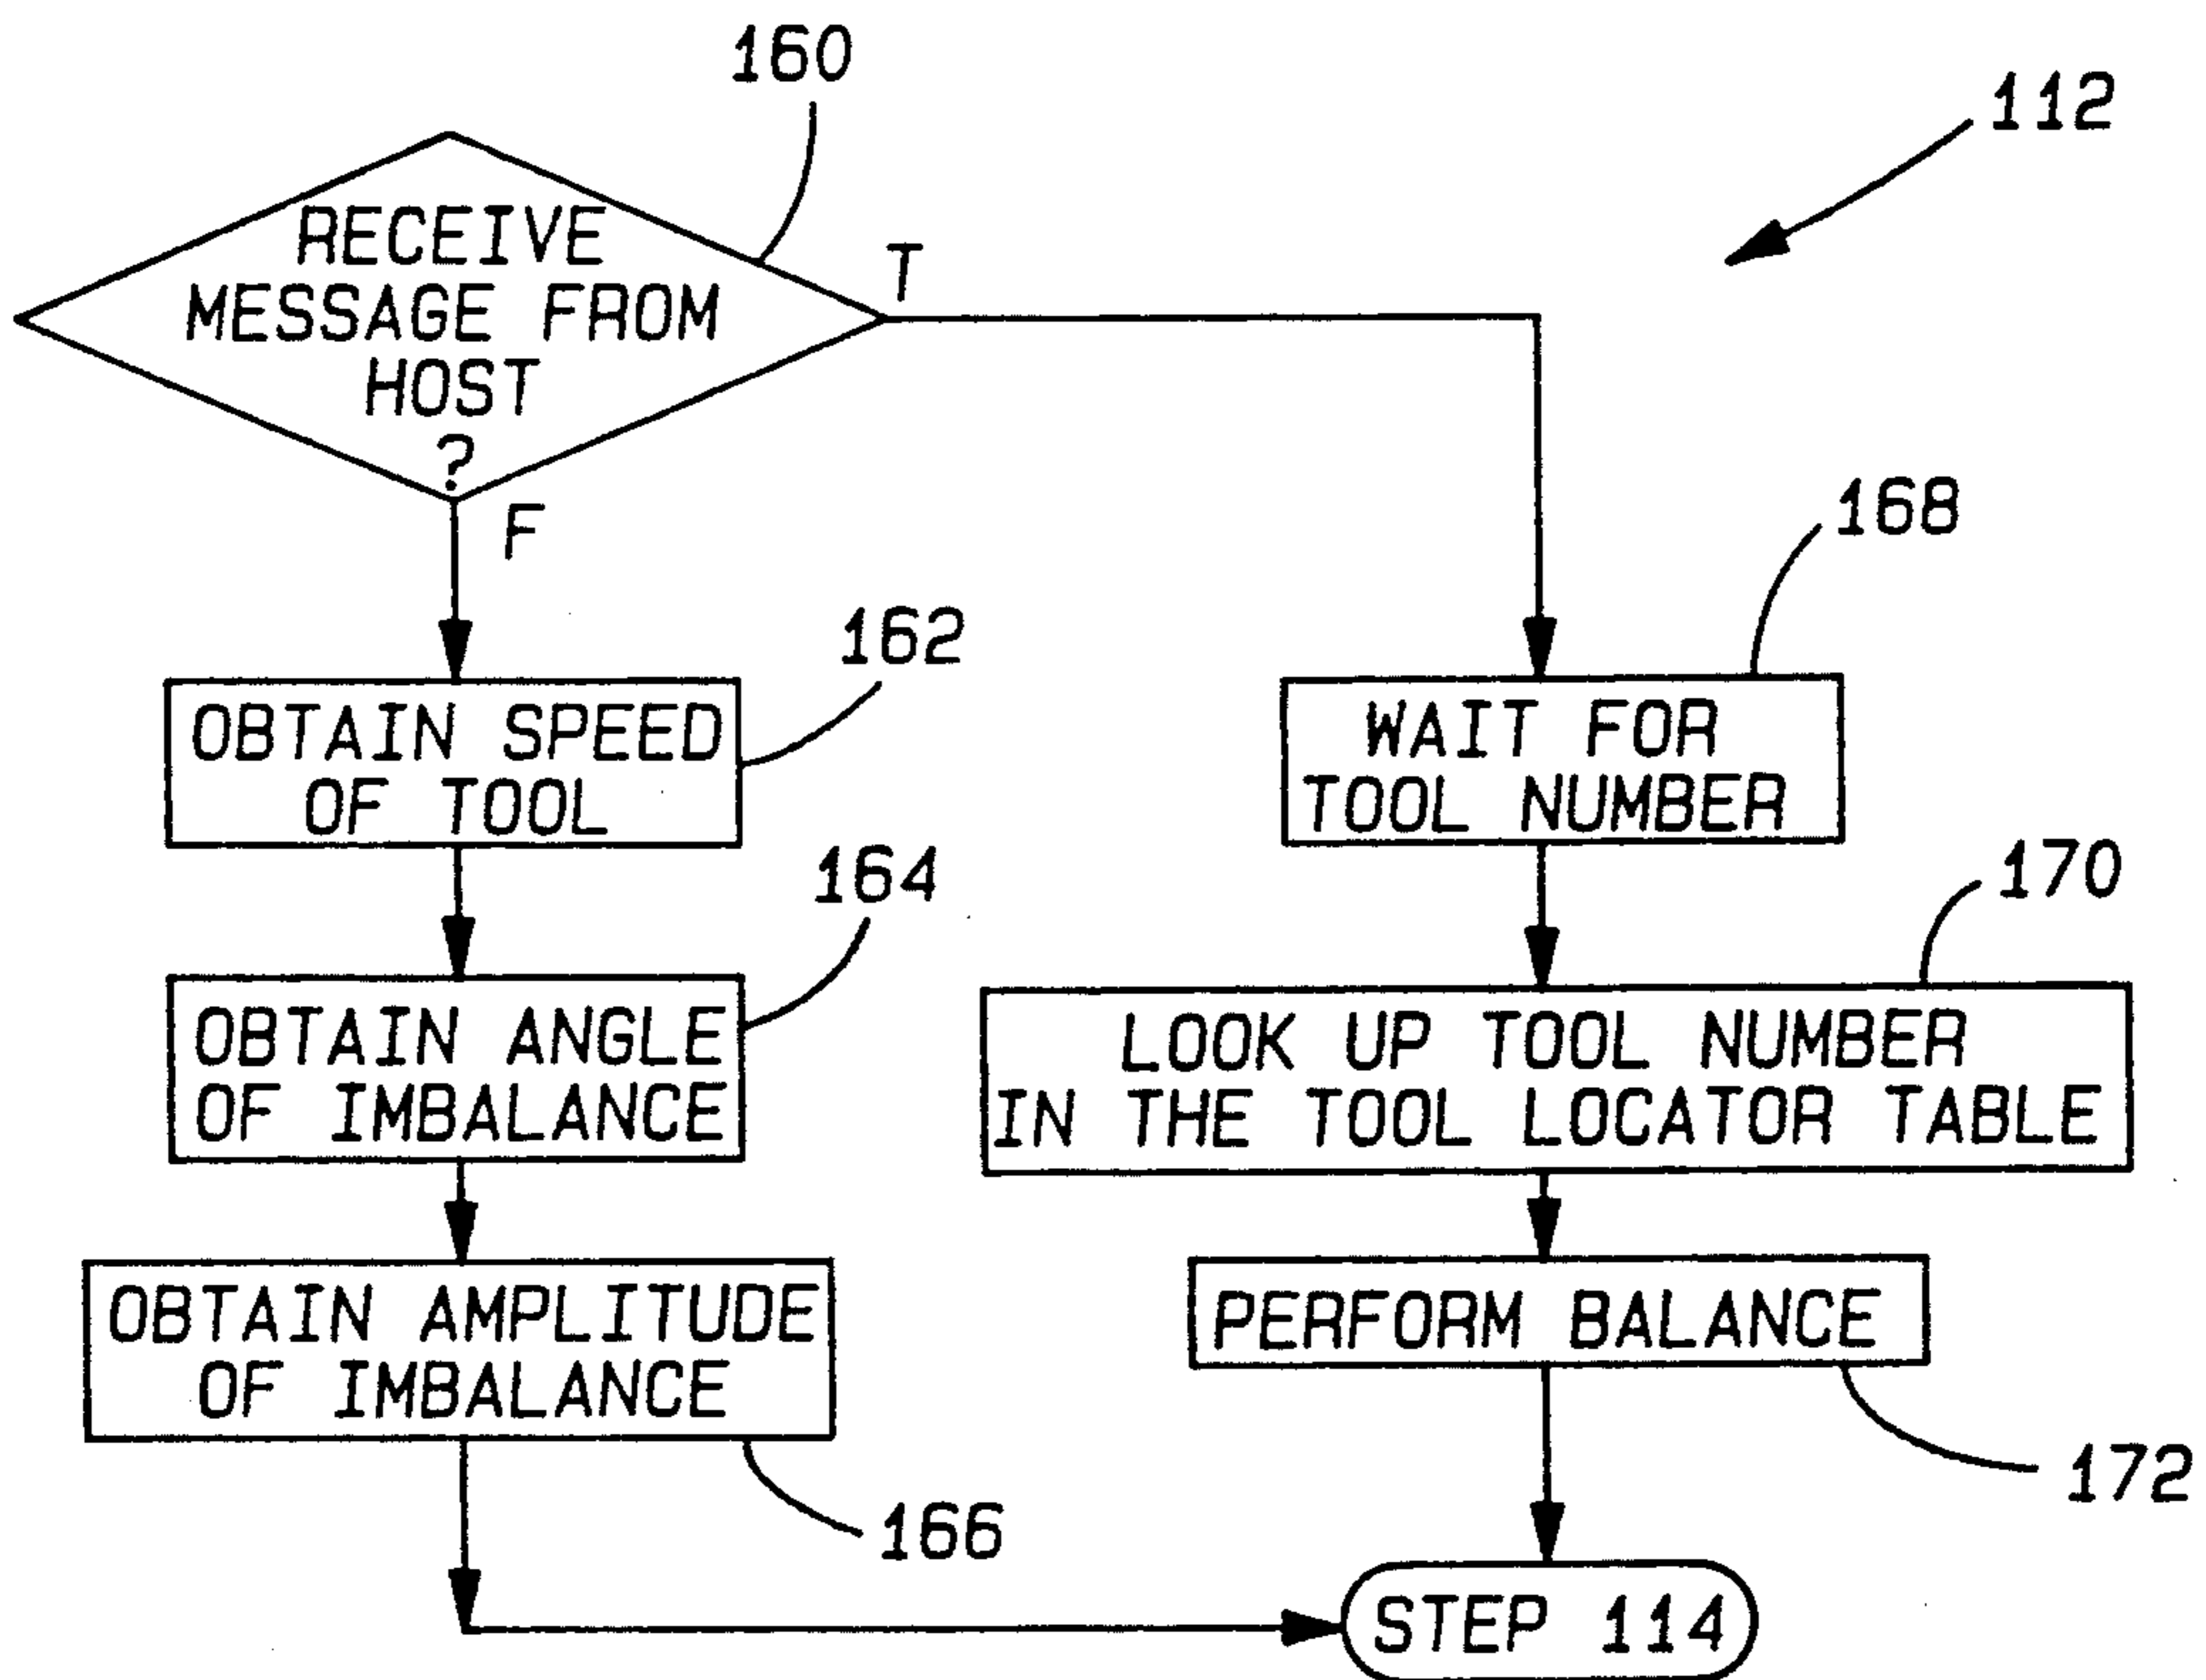 160
112
RECEIVE
MESSAGE FROM
HOST
?
T
F
162
OBTAIN SPEED
OF TOOL
164
OBTAIN ANGLE
OF IMBALANCE
OBTAIN AMPLITUDE
OF IMBALANCE
166
168
WAIT FOR
TOOL NUMBER
170
LOOK UP TOOL NUMBER
IN THE TOOL LOCATOR TABLE
PERFORM BALANCE
172
STEP 114